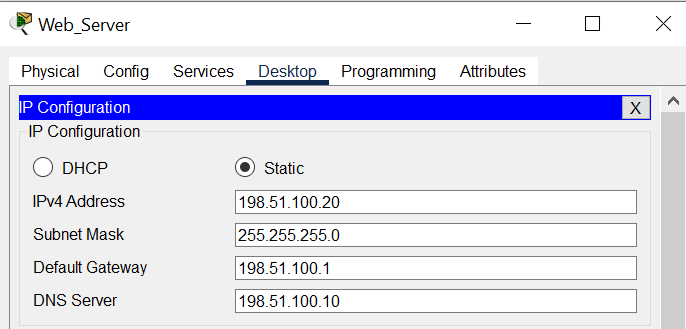 Web_Server
Physical Config Services Desktop Programming Attributes
IP Configuration X
IP Configuration
DHCP Static
IPv4 Address 198.51.100.20
Subnet Mask 255.255.255.0
Default Gateway 198.51.100.1
DNS Server 198.51.100.10